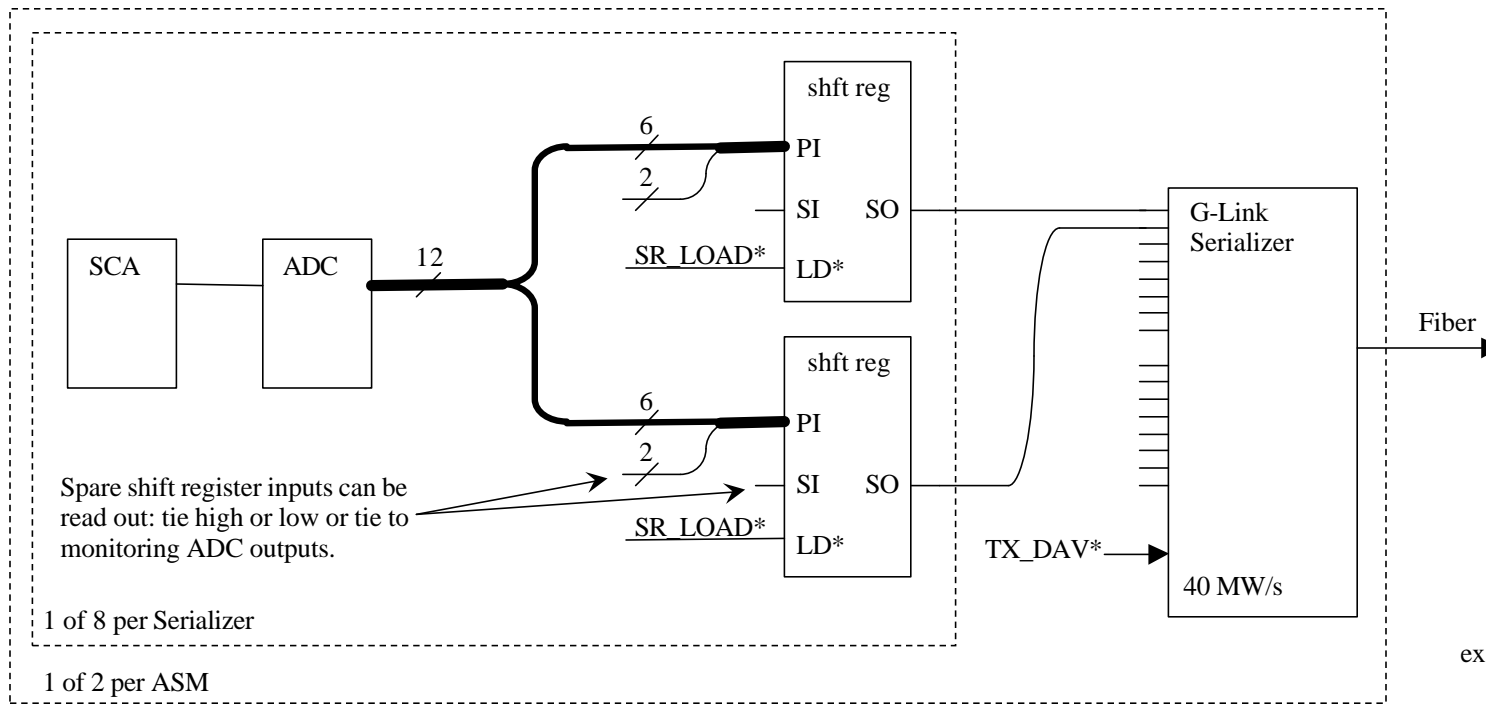 shft reg
6
PI
2
SI
SO
SR_LOAD*
LD*
G-Link
Serializer
SCA
ADC
12
Fiber
shft reg
6
PI
2
SI
SO
SR_LOAD*
LD*
Spare shift register inputs can be
read out: tie high or low or tie to
monitoring ADC outputs.
TX_DAV*
40 MW/s
1 of 8 per Serializer
ex
1 of 2 per ASM